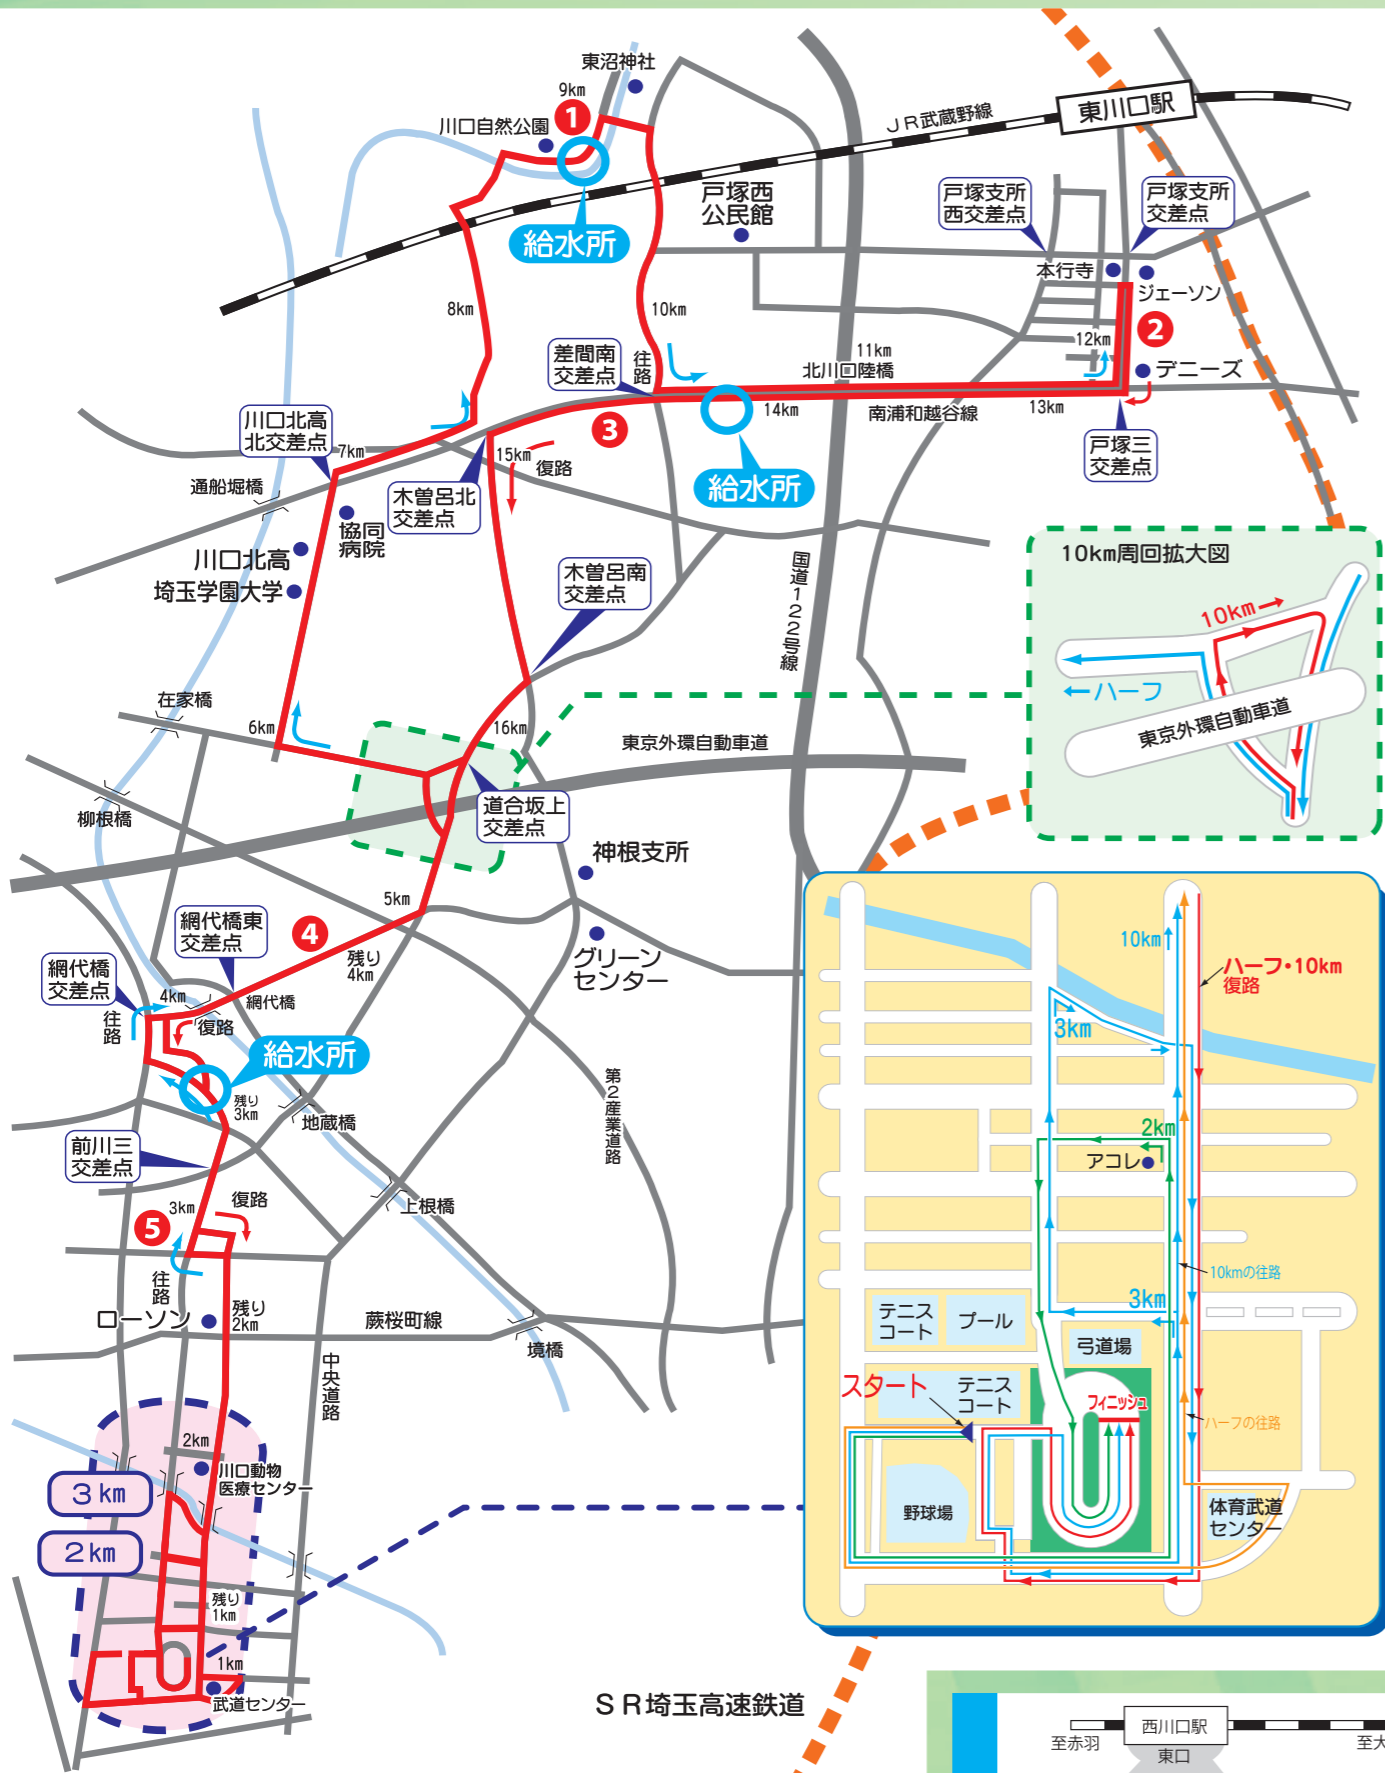 東沼神社
9km
1
川口自然公園
給水所
JR武蔵野線
東川口駅
戸塚西
公民館
戸塚支所
西交差点
戸塚支所
交差点
本行寺
ジェーソン
2
12km
デニーズ
8km
10km
差間南
交差点
往路
11km
北川口陸橋
14km
南浦和越谷線
13km
戸塚三
交差点
3
給水所
川口北高
北交差点
7km
通船堀橋
木曽呂北
交差点
15km
復路
協同
病院
川口北高
埼玉学園大学
木曽呂南
交差点
国道122号線
10km周回拡大図
10km
ハーフ
東京外環自動車道
在家橋
6km
16km
東京外環自動車道
柳根橋
道合坂上
交差点
神根支所
5km
4
網代橋東
交差点
残り
4km
グリーン
センター
網代橋
交差点
4km
網代橋
往路
復路
給水所
残り
3km
地蔵橋
第2産業道路
前川三
交差点
3km
復路
上根橋
5
往路
ローソン
残り
2km
蕨桜町線
境橋
中央道路
2km
川口動物
医療センター
3km
2km
残り
1km
1km
武道センター
10km
ハーフ・10km
復路
3km
2km
アコレ
10kmの往路
3km
テニス
コート
プール
弓道場
スタート
テニス
コート
フィニッシュ
ハーフの往路
野球場
体育武道
センター
SR埼玉高速鉄道
西川口駅
至赤羽
至大
東口